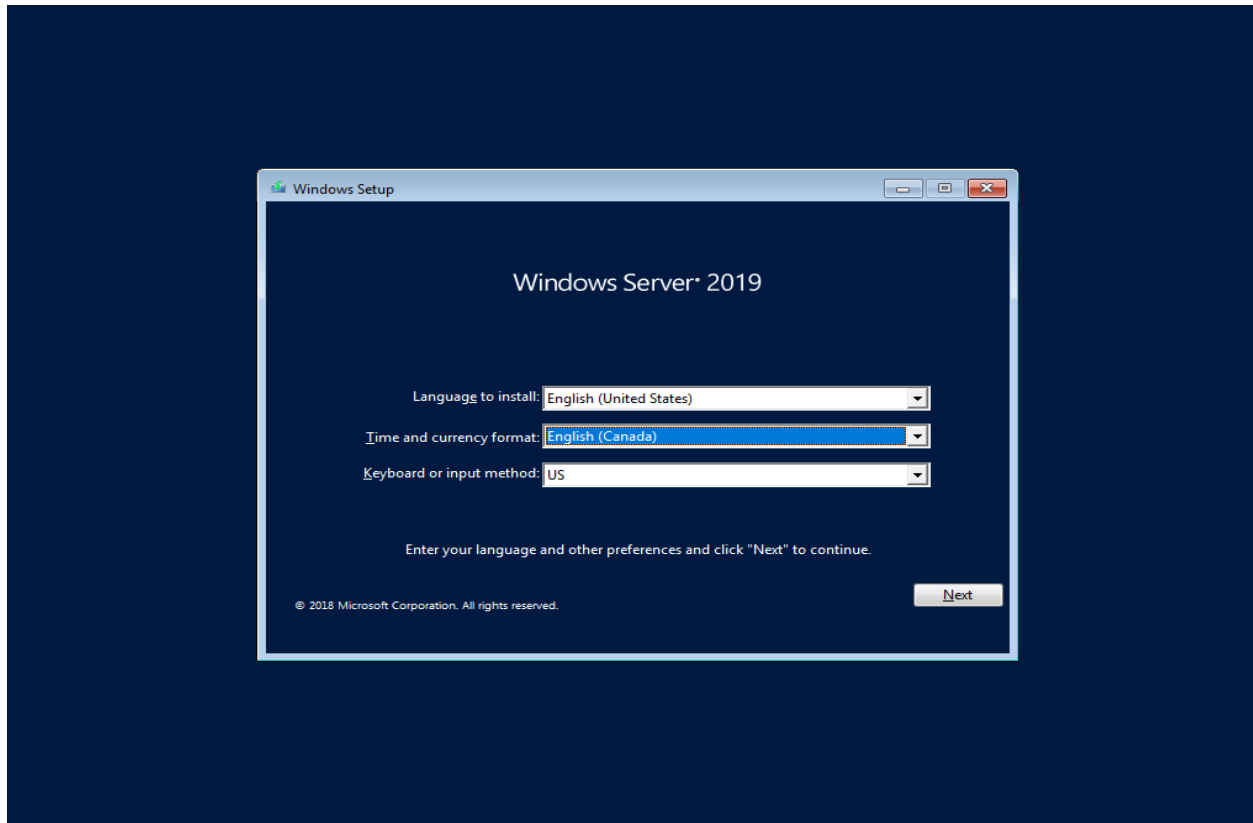 Windows Setup
Windows Server® 2019
Language to install: English (United States)
Time and currency format: English (Canada)
Keyboard or input method: US
Enter your language and other preferences and click "Next" to continue.
Next
© 2018 Microsoft Corporation. All rights reserved.